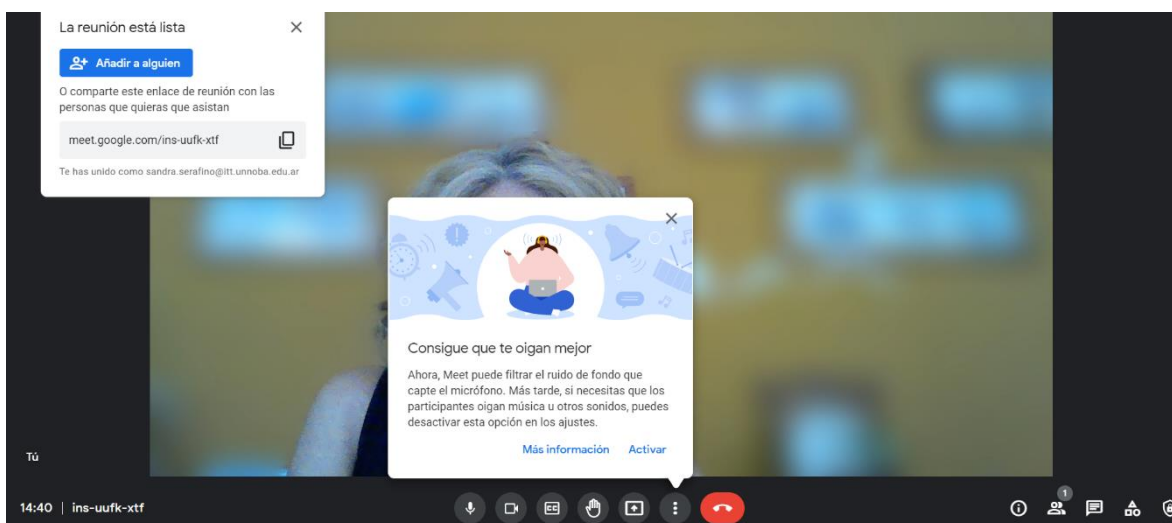 La reunión está lista
Añadir a alguien
O comparte este enlace de reunión con las
personas que quieras que asistan
meet.google.com/ins-uufk-xtf
Te has unido como sandra.serafino@itt.unnoba.edu.ar
Consigue que te oigan mejor
Ahora, Meet puede filtrar el ruido de fondo que
capte el micrófono. Más tarde, si necesitas que los
participantes oigan música u otros sonidos, puedes
desactivar esta opción en los ajustes.
Más información Activar
Tú
14:40 | ins-uufk-xtf
CC
1